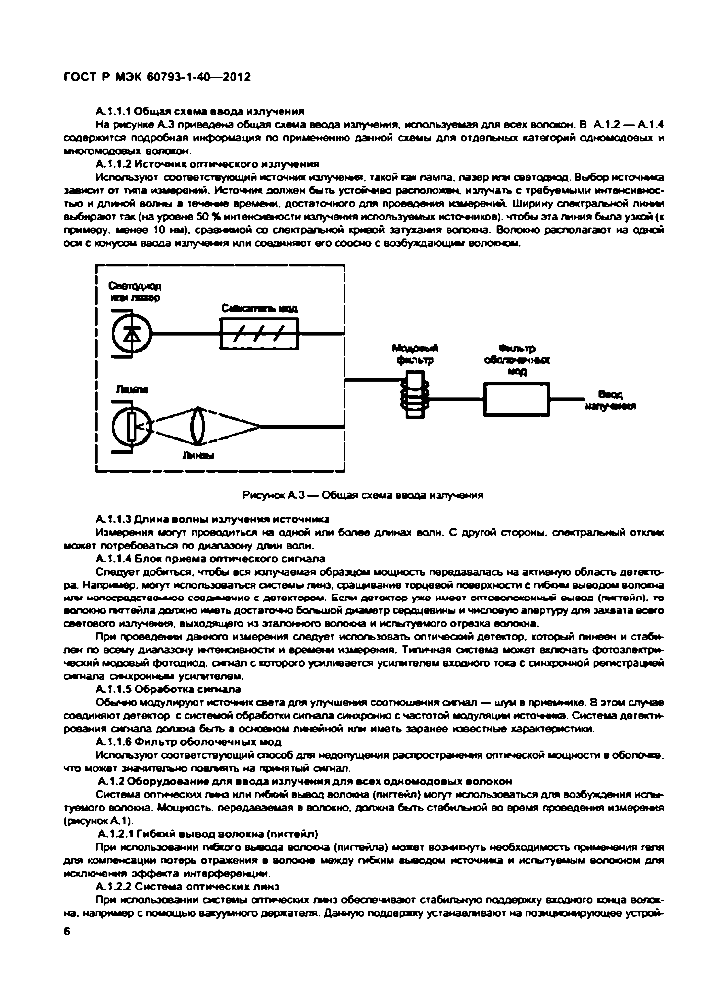 ГОСТ Р МЭК 60793-1-40—2012
А.1.1.1 Общая схема ввода излучения
На рисунке А.3 приведена общая схема ввода излучения, используемая для всех волокон. В А.1.2 — А.1.4
содержится подробная информация по применению данной схемы для отдельных категорий одномодовых и
многомодовых волокон.
А.1.1.2 Источник оптического излучения
Используют соответствующий источник излучения, такой как лампа, лазер или светодиод. Выбор источника
зависит от типа измерений. Источник должен быть устойчиво расположен, излучать с требуемыми интенсивнос-
тью и длиной волны в течение времени, достаточного для проведения измерений. Ширину спектральной линии
выбирают так (на уровне 50 % интенсивности излучения используемых источников), чтобы эта линия была узкой (к
примеру, менее 10 нм), сравнимой со спектральной кривой затухания волокна. Волокно располагают на одной
оси с конусом ввода излучения или соединяют его соосно с возбуждающим волокном.
Светодиод
или лазер
Смеситель мод
Модовый
фильтр
Фильтр
оболочечных
мод
Лампа
Ввод
излучения
Линзы
Рисунок А.3 — Общая схема ввода излучения
А.1.1.3 Длина волны излучения источника
Измерения могут проводиться на одной или более длинах волн. С другой стороны, спектральный отклик
может потребоваться по диапазону длин волн.
А.1.1.4 Блок приема оптического сигнала
Следует добиться, чтобы вся излучаемая образцом мощность передавалась на активную область детекто-
ра. Например, могут использоваться системы линз, сращивание торцевой поверхности с гибким выводом волокна
или непосредственное соединение с детектором. Если детектор уже имеет оптоволоконный вывод (пигтейл), то
волокно пигтейла должно иметь достаточно большой диаметр сердцевины и числовую апертуру для захвата всего
светового излучения, выходящего из эталонного волокна и испытуемого отрезка волокна.
При проведении данного измерения следует использовать оптический детектор, который линеен и стаби-
лен по всему диапазону интенсивности и времени измерения. Типичная система может включать фотоэлектри-
ческий модовый фотодиод, сигнал с которого усиливается усилителем входного тока с синхронной регистрацией
сигнала синхронным усилителем.
А.1.1.5 Обработка сигнала
Обычно модулируют источник света для улучшения соотношения сигнал — шум в приемнике. В этом случае
соединяют детектор с системой обработки сигнала синхронно с частотой модуляции источника. Система детекти-
рования сигнала должна быть в основном линейной или иметь заранее известные характеристики.
А.1.1.6 Фильтр оболочечных мод
Используют соответствующий способ для недопущения распространения оптической мощности в оболочке,
что может значительно повлиять на принятый сигнал.
А.1.2 Оборудование для ввода излучения для всех одномодовых волокон
Система оптических линз или гибкий вывод волокна (пигтейл) могут использоваться для возбуждения испы-
туемого волокна. Мощность, передаваемая в волокно, должна быть стабильной во время проведения измерения
(рисунок А.1).
А.1.2.1 Гибкий вывод волокна (пигтейл)
При использовании гибкого вывода волокна (пигтейла) может возникнуть необходимость применения геля
для компенсации потерь отражения в волокне между гибким выводом источника и испытуемым волокном для
исключения эффекта интерференции.
А.1.2.2 Система оптических линз
При использовании системы оптических линз обеспечивают стабильную поддержку входного конца волок-
на, например с помощью вакуумного держателя. Данную поддержку устанавливают на позиционирующее устрой-
6